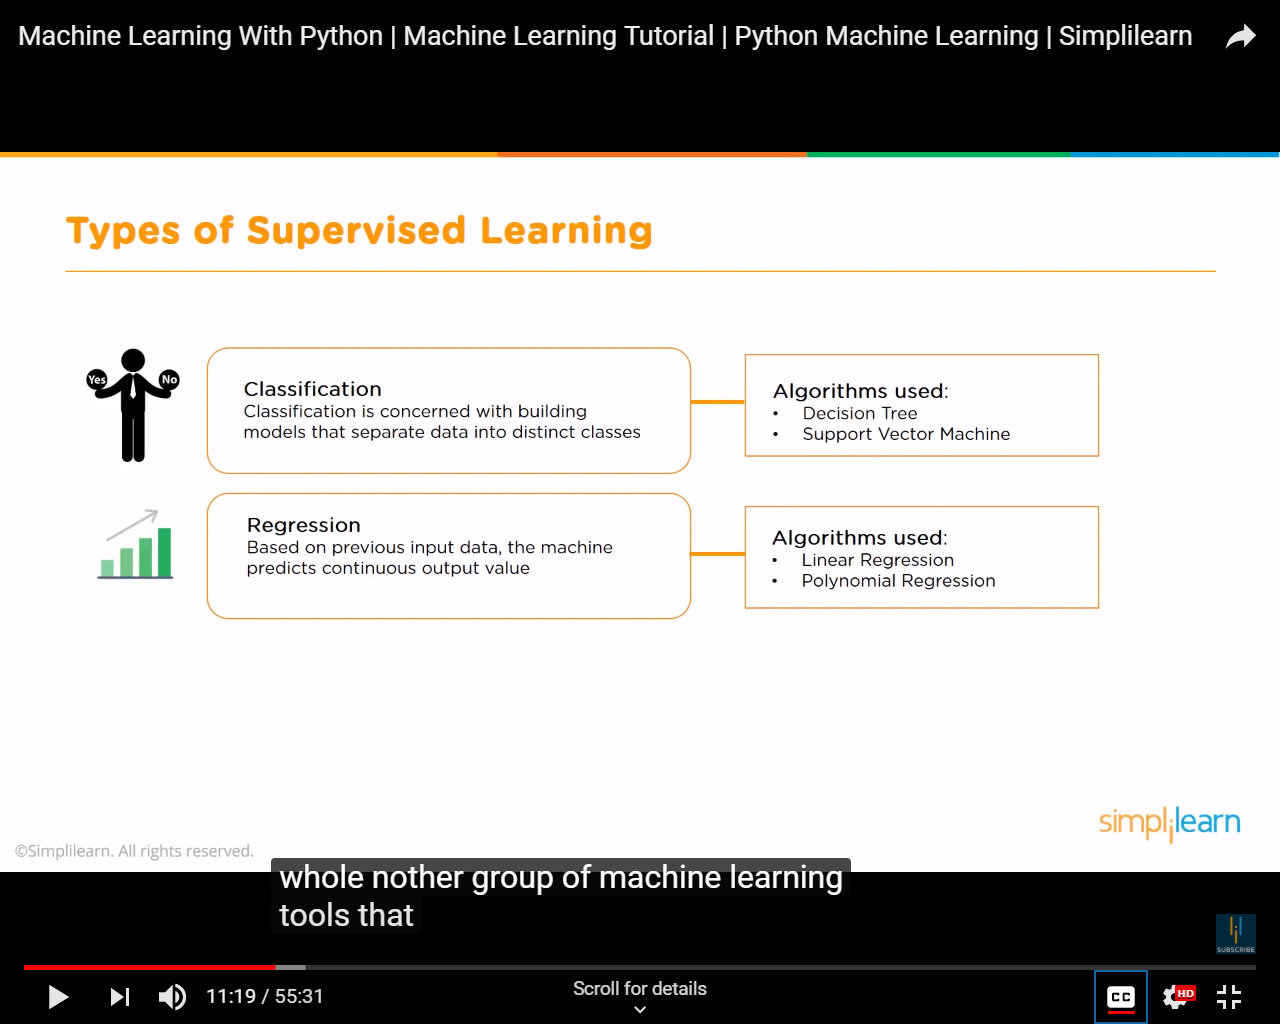 Machine Learning With Python | Machine Learning Tutorial | Python Machine Learning | Simplilearn
Types of Supervised Learning
Yes
No
Classification
Classification is concerned with building
models that separate data into distinct classes
Algorithms used:
• Decision Tree
• Support Vector Machine
Regression
Based on previous input data, the machine
predicts continuous output value
Algorithms used:
• Linear Regression
• Polynomial Regression
simplilearn
©Simplilearn. All rights reserved.
whole nother group of machine learning
tools that
SUBSCRIBE
11:19 / 55:31
Scroll for details
CC
HD